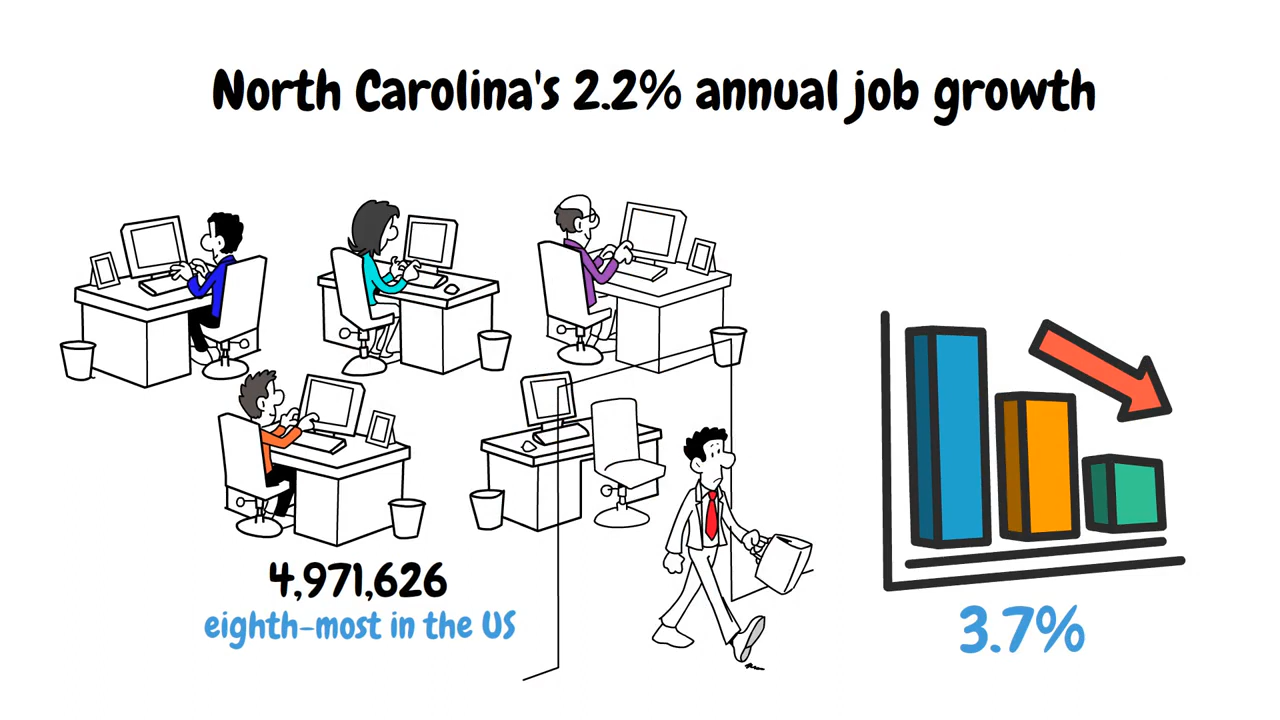 North Carolina's 2.2% annual job growth
4,971,626
eighth-most in the US
3.7%